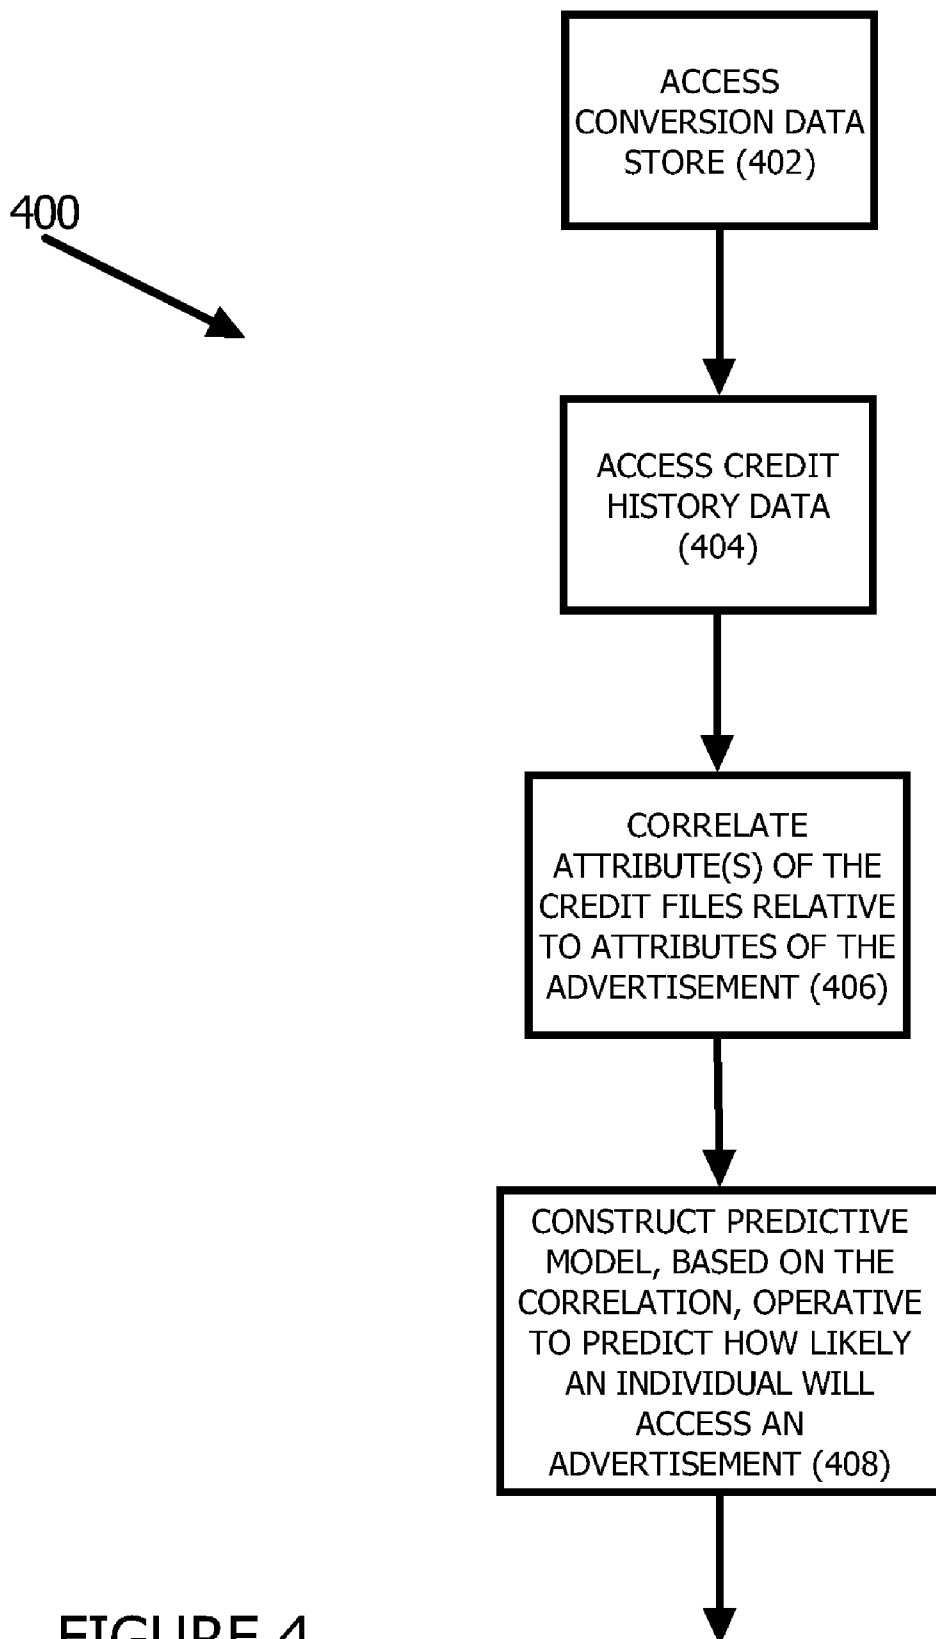 ACCESS
CONVERSION DATA
STORE (402)
400
ACCESS CREDIT
HISTORY DATA
(404)
CORRELATE
ATTRIBUTE(S) OF THE
CREDIT FILES RELATIVE
TO ATTRIBUTES OF THE
ADVERTISEMENT (406)
CONSTRUCT PREDICTIVE
MODEL, BASED ON THE
CORRELATION, OPERATIVE
TO PREDICT HOW LIKELY
AN INDIVIDUAL WILL
ACCESS AN
ADVERTISEMENT (408)
FIGURE 4